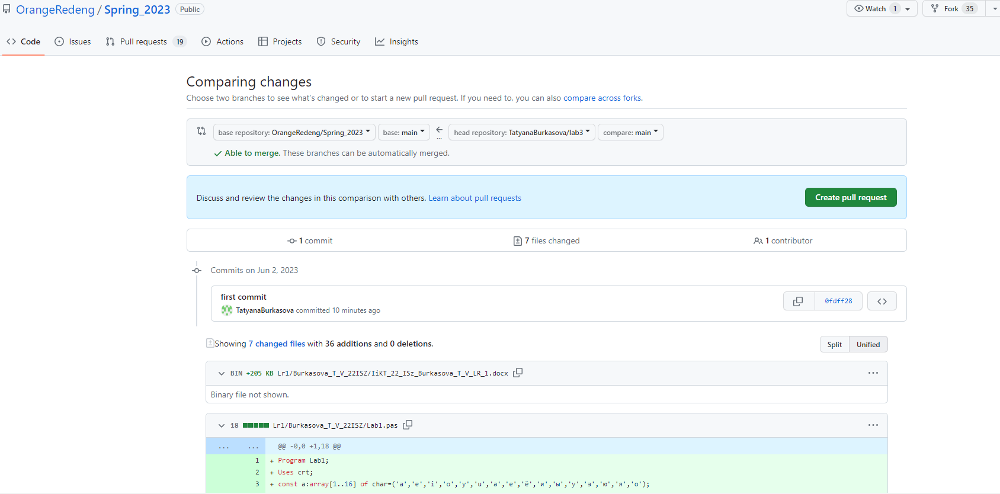 OrangeRedeng / Spring_2023 Public
Watch 1 Fork 35
Code Issues Pull requests 19 Actions Projects Security Insights
Comparing changes
Choose two branches to see what's changed or to start a new pull request. If you need to, you can also compare across forks.
base repository: OrangeRedeng/Spring_2023 base: main ... head repository: TatyanaBurkasova/lab3 compare: main
Able to merge. These branches can be automatically merged.
Discuss and review the changes in this comparison with others. Learn about pull requests
Create pull request
1 commit 7 files changed 1 contributor
Commits on Jun 2, 2023
first commit
TatyanaBurkasova committed 10 minutes ago
0fdff28
Showing 7 changed files with 36 additions and 0 deletions.
Split Unified
BIN +205 KB Lr1/Burkasova_T_V_22ISZ/IiKT_22_ISz_Burkasova_T_V_LR_1.docx
Binary file not shown.
18 Lr1/Burkasova_T_V_22ISZ/Lab1.pas
... ... @@ -0,0 +1,18 @@
1 + Program Lab1;
2 + Uses crt;
3 + const a:array[1..16] of char=('a','e','i','o','y','u','а','е','ё','и','ы','у','э','ю','я','о');